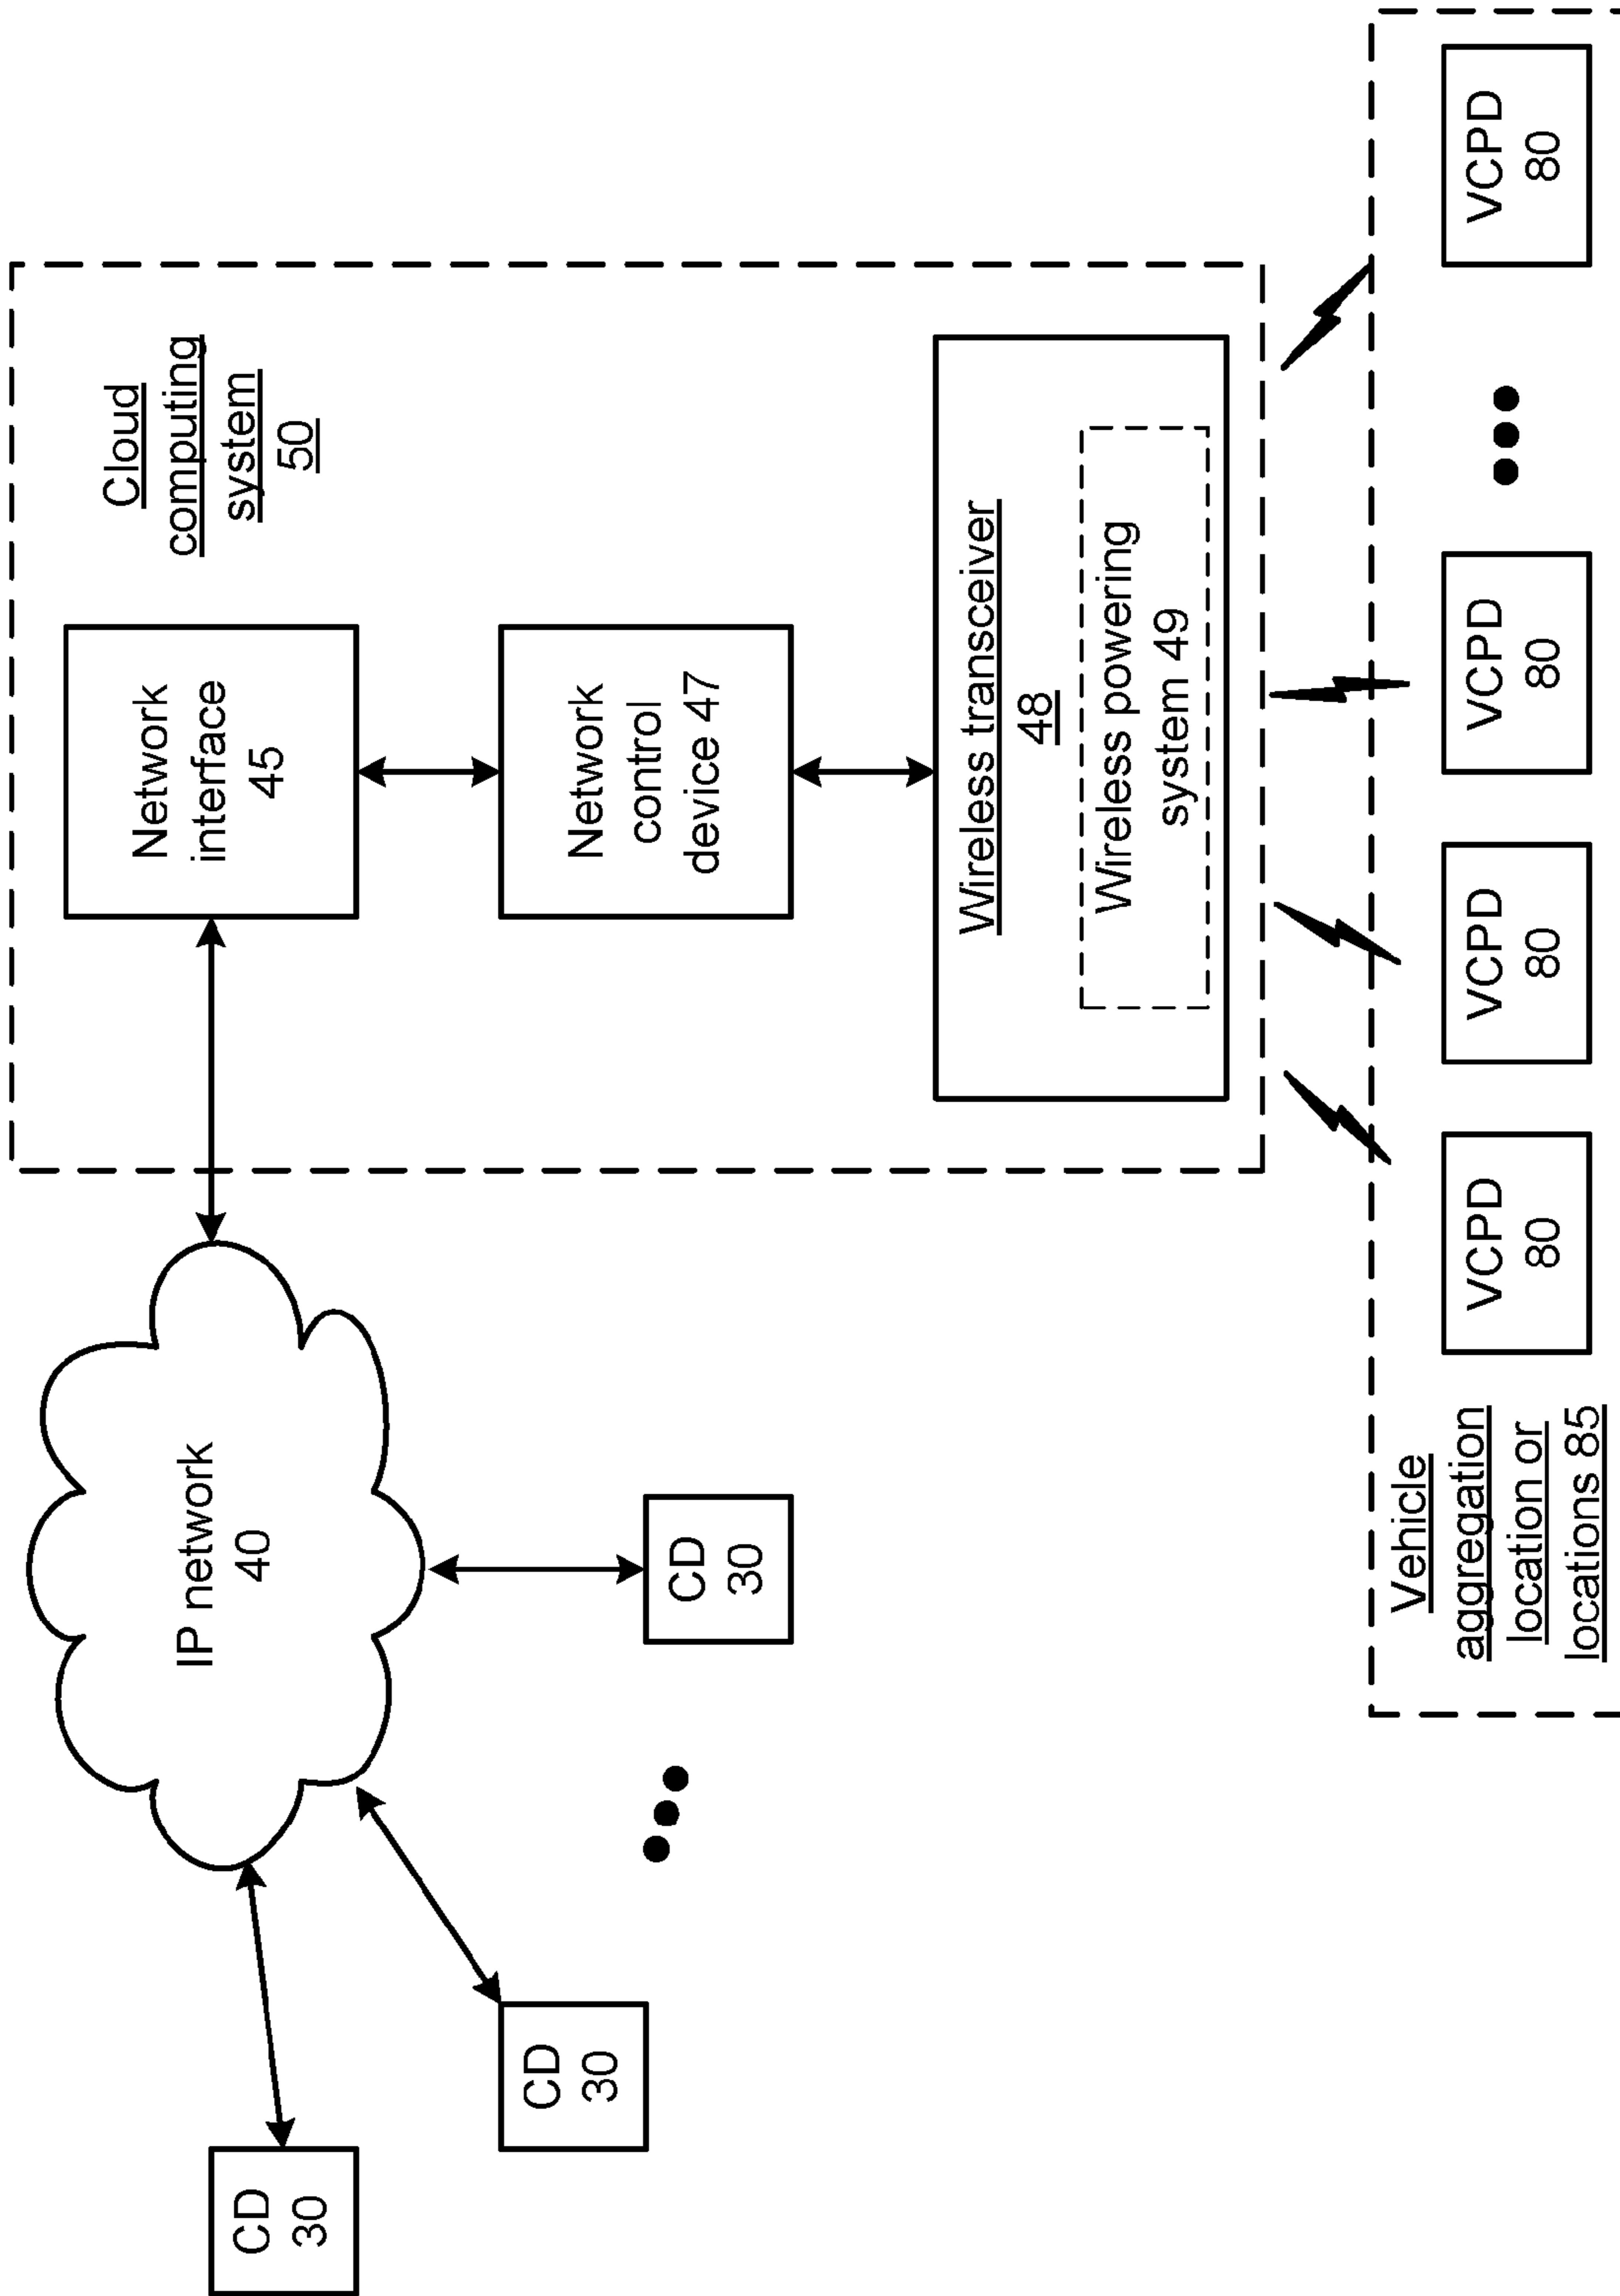 Cloud
computing
system
50
Network
interface
45
IP network
40
Network
control
device 47
CD
30
CD
30
CD
30
Wireless transceiver
48
Wireless powering
system 49
Vehicle
aggregation
location or
locations 85
VCPD
80
VCPD
80
VCPD
80
VCPD
80